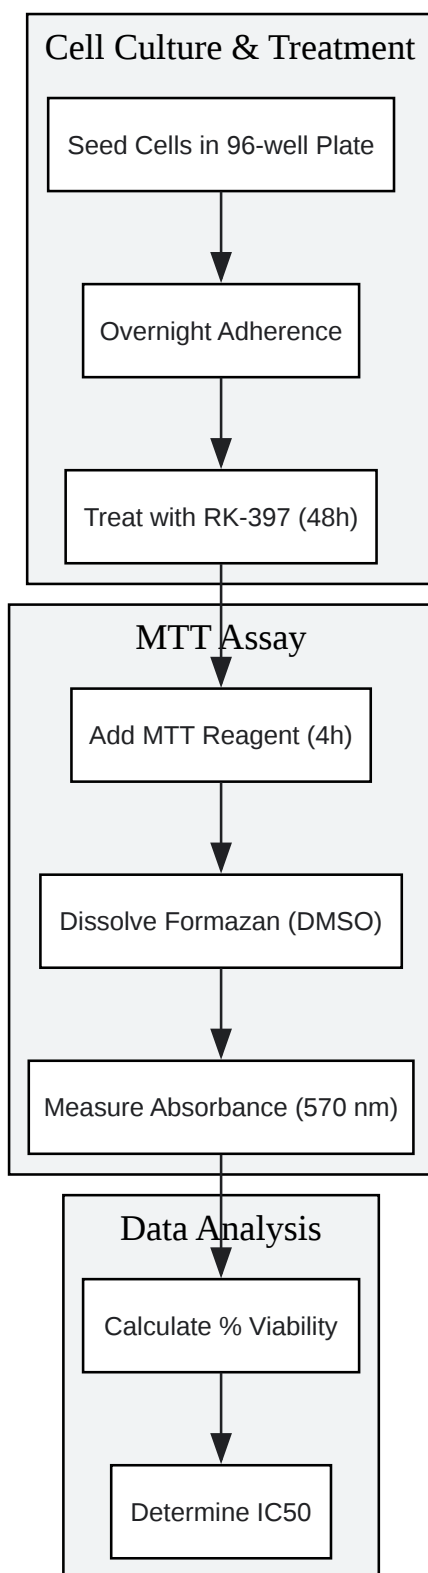 Cell Culture & Treatment
Seed Cells in 96-well Plate
Overnight Adherence
Treat with RK-397 (48h)
MTT Assay
Add MTT Reagent (4h)
Dissolve Formazan (DMSO)
Measure Absorbance (570 nm)
Data Analysis
Calculate % Viability
Determine IC50